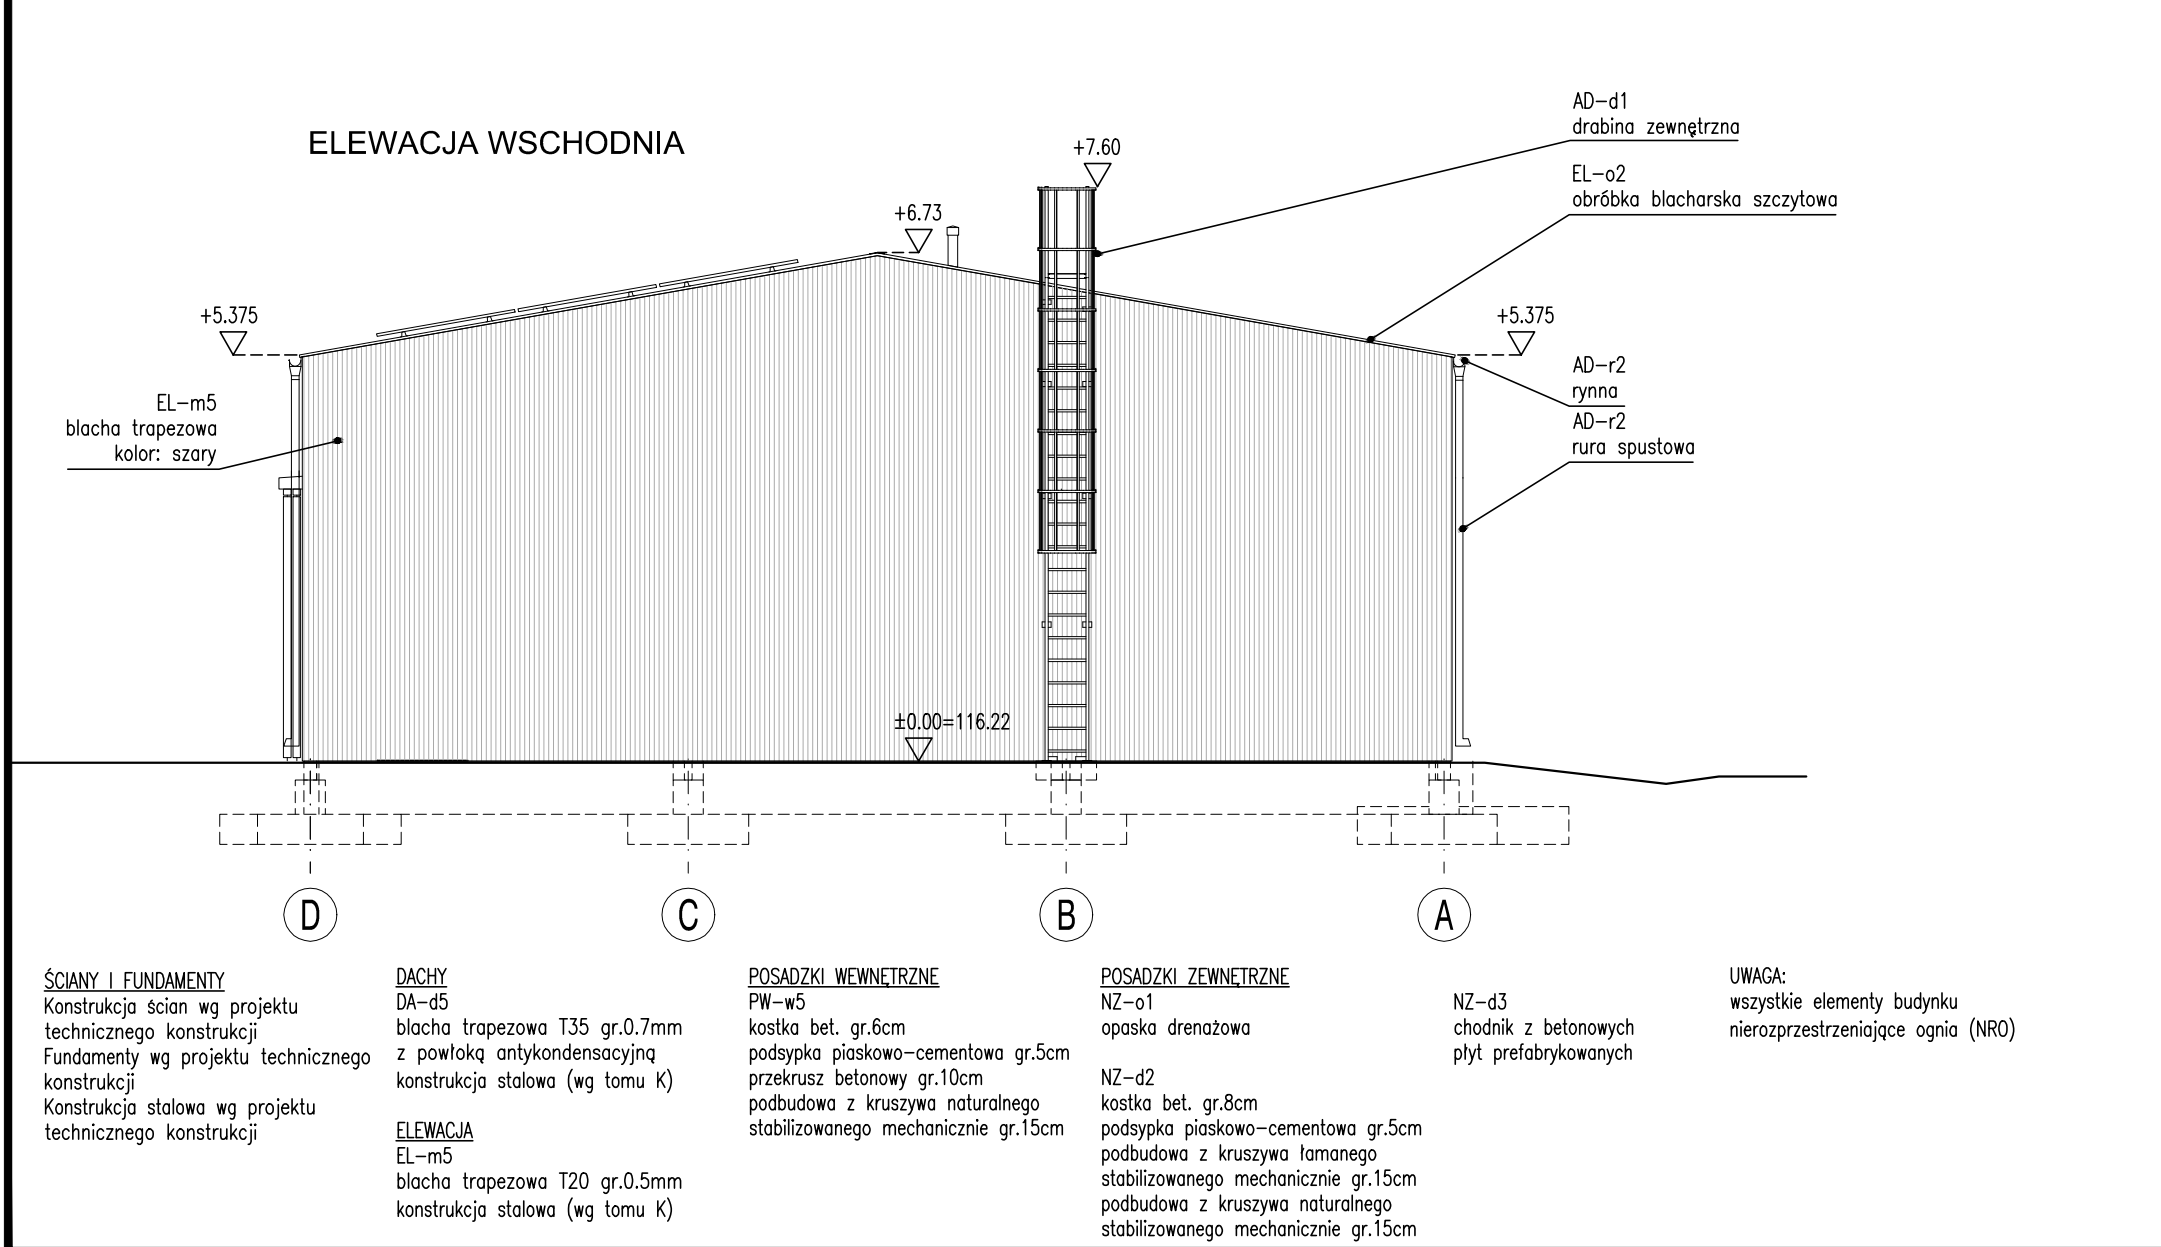 ELEWACJA WSCHODNIA
AD-d1
drabina zewnętrzna
+7.60
EL-o2
obróbka blacharska szczytowa
+6.73
+5.375
+5.375
AD-r2
rynna
AD-r2
rura spustowa
EL-m5
blacha trapezowa
kolor: szary
±0.00=116.22
D
C
B
A
ŚCIANY I FUNDAMENTY
Konstrukcja ścian wg projektu
technicznego konstrukcji
Fundamenty wg projektu technicznego
konstrukcji
Konstrukcja stalowa wg projektu
technicznego konstrukcji
DACHY
DA-d5
blacha trapezowa T35 gr.0.7mm
z powłoką antykondensacyjną
konstrukcja stalowa (wg tomu K)
ELEWACJA
EL-m5
blacha trapezowa T20 gr.0.5mm
konstrukcja stalowa (wg tomu K)
POSADZKI WEWNĘTRZNE
PW-w5
kostka bet. gr.6cm
podsypka piaskowo-cementowa gr.5cm
przekrusz betonowy gr.10cm
podbudowa z kruszywa naturalnego
stabilizowanego mechanicznie gr.15cm
POSADZKI ZEWNĘTRZNE
NZ-o1
opaska drenażowa
NZ-d2
kostka bet. gr.8cm
podsypka piaskowo-cementowa gr.5cm
podbudowa z kruszywa łamanego
stabilizowanego mechanicznie gr.15cm
podbudowa z kruszywa naturalnego
stabilizowanego mechanicznie gr.15cm
NZ-d3
chodnik z betonowych
płyt prefabrykowanych
UWAGA:
wszystkie elementy budynku
nierozprzestrzeniające ognia (NRO)